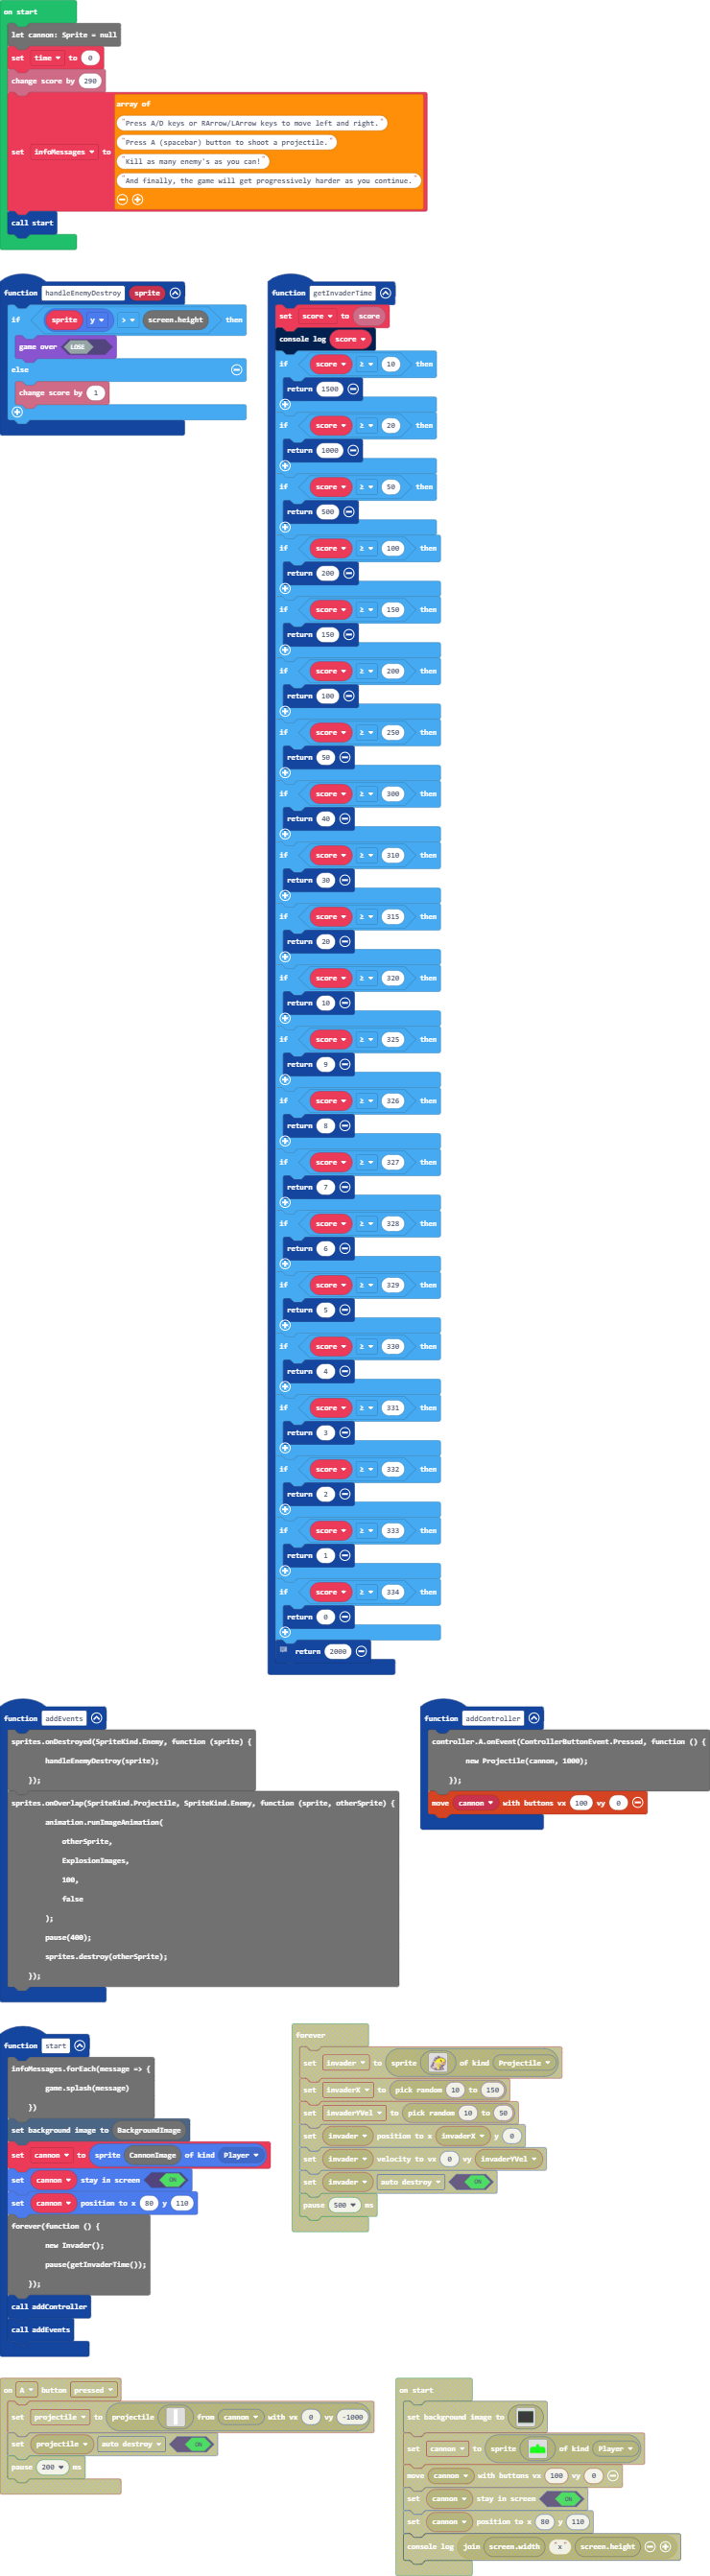 on start
let cannon: Sprite = null
set time to 0
change score by 290
array of
"Press A/D keys or RArrow/LArrow keys to move left and right."
"Press A (spacebar) button to shoot a projectile."
set infoMessages to
"Kill as many enemy's as you can!"
"And finally, the game will get progressively harder as you continue."
call start
function handleEnemyDestroy sprite
if sprite y > screen.height then
game over LOSE
else
change score by 1
function getInvaderTime
set score to score
console log score
if score ≥ 10 then
return 1500
if score ≥ 20 then
return 1000
if score ≥ 50 then
return 500
if score ≥ 100 then
return 200
if score ≥ 150 then
return 150
if score ≥ 200 then
return 100
if score ≥ 250 then
return 50
if score ≥ 300 then
return 40
if score ≥ 310 then
return 30
if score ≥ 315 then
return 20
if score ≥ 320 then
return 10
if score ≥ 325 then
return 9
if score ≥ 326 then
return 8
if score ≥ 327 then
return 7
if score ≥ 328 then
return 6
if score ≥ 329 then
return 5
if score ≥ 330 then
return 4
if score ≥ 331 then
return 3
if score ≥ 332 then
return 2
if score ≥ 333 then
return 1
if score ≥ 334 then
return 0
return 2000
function addEvents
sprites.onDestroyed(SpriteKind.Enemy, function (sprite) {
handleEnemyDestroy(sprite);
});
sprites.onOverlap(SpriteKind.Projectile, SpriteKind.Enemy, function (sprite, otherSprite) {
animation.runImageAnimation(
otherSprite,
ExplosionImages,
100,
false
);
pause(400);
sprites.destroy(otherSprite);
});
function addController
controller.A.onEvent(ControllerButtonEvent.Pressed, function () {
new Projectile(cannon, 1000);
});
move cannon with buttons vx 100 vy 0
function start
infoMessages.forEach(message => {
game.splash(message)
})
set background image to BackgroundImage
set cannon to sprite CannonImage of kind Player
set cannon stay in screen ON
set cannon position to x 80 y 110
forever(function () {
new Invader();
pause(getInvaderTime());
});
call addController
call addEvents
forever
set invader to sprite of kind Projectile
set invaderX to pick random 10 to 150
set invaderYVel to pick random 10 to 50
set invader position to x invaderX y 0
set invader velocity to vx 0 vy invaderYVel
set invader auto destroy ON
pause 500 ms
on A button pressed
set projectile to projectile from cannon with vx 0 vy -1000
set projectile auto destroy ON
pause 200 ms
on start
set background image to
set cannon to sprite of kind Player
move cannon with buttons vx 100 vy 0
set cannon stay in screen ON
set cannon position to x 80 y 110
console log join screen.width "x" screen.height